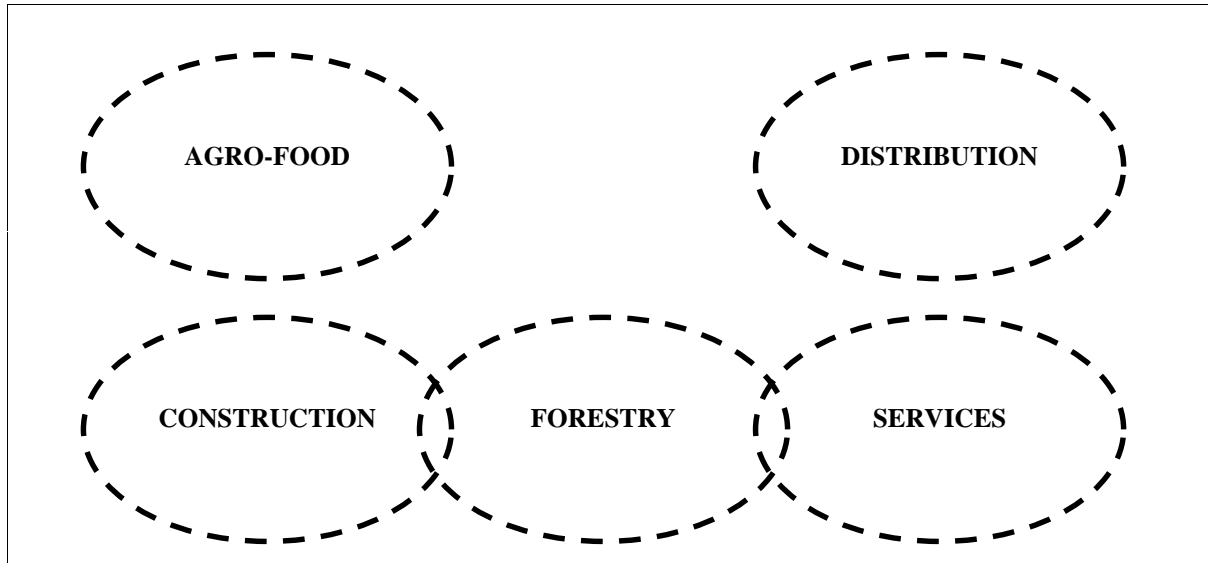 AGRO-FOOD
DISTRIBUTION
CONSTRUCTION
FORESTRY
SERVICES